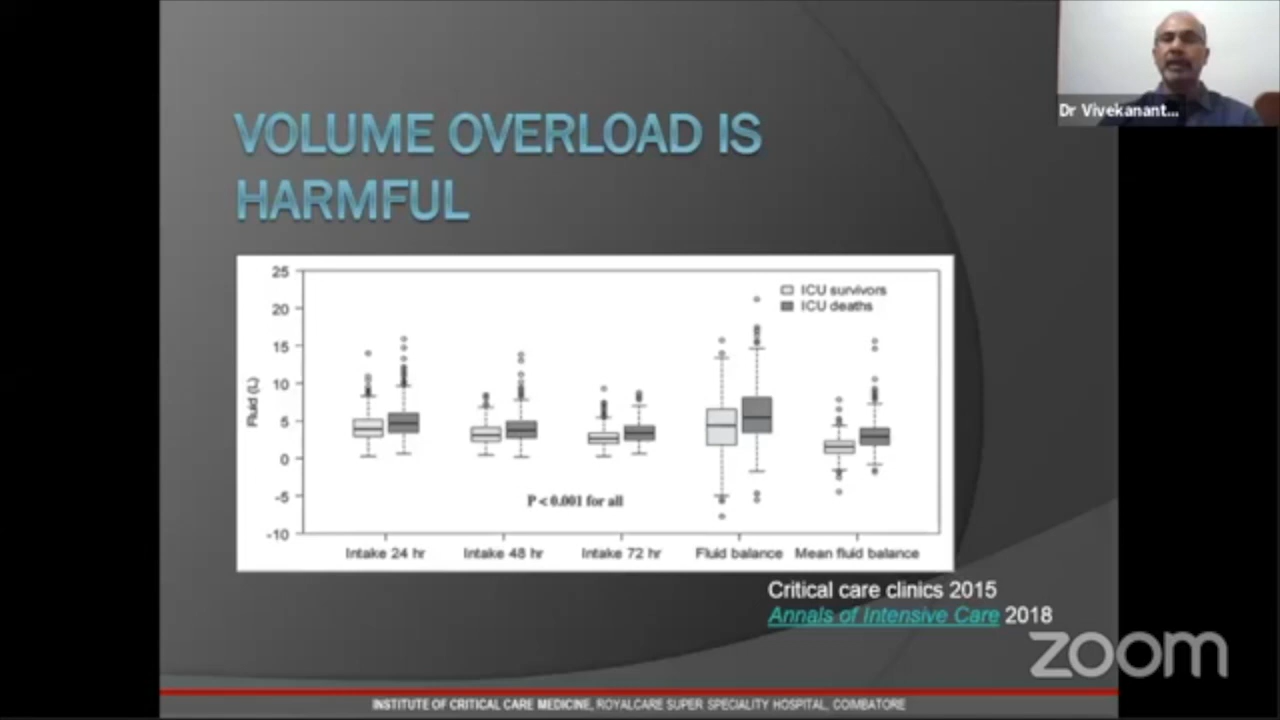 VOLUME OVERLOAD IS
HARMFUL
Dr Vivekanant...
25
20
15
10
5
0
-5
-10
Fluid (L)
ICU survivors
ICU deaths
P < 0.001 for all
Intake 24 hr
Intake 48 hr
Intake 72 hr
Fluid balance
Mean fluid balance
Critical care clinics 2015
Annals of Intensive Care 2018
zoom
INSTITUTE OF CRITICAL CARE MEDICINE, ROYALCARE SUPER SPECIALITY HOSPITAL, COIMBATORE